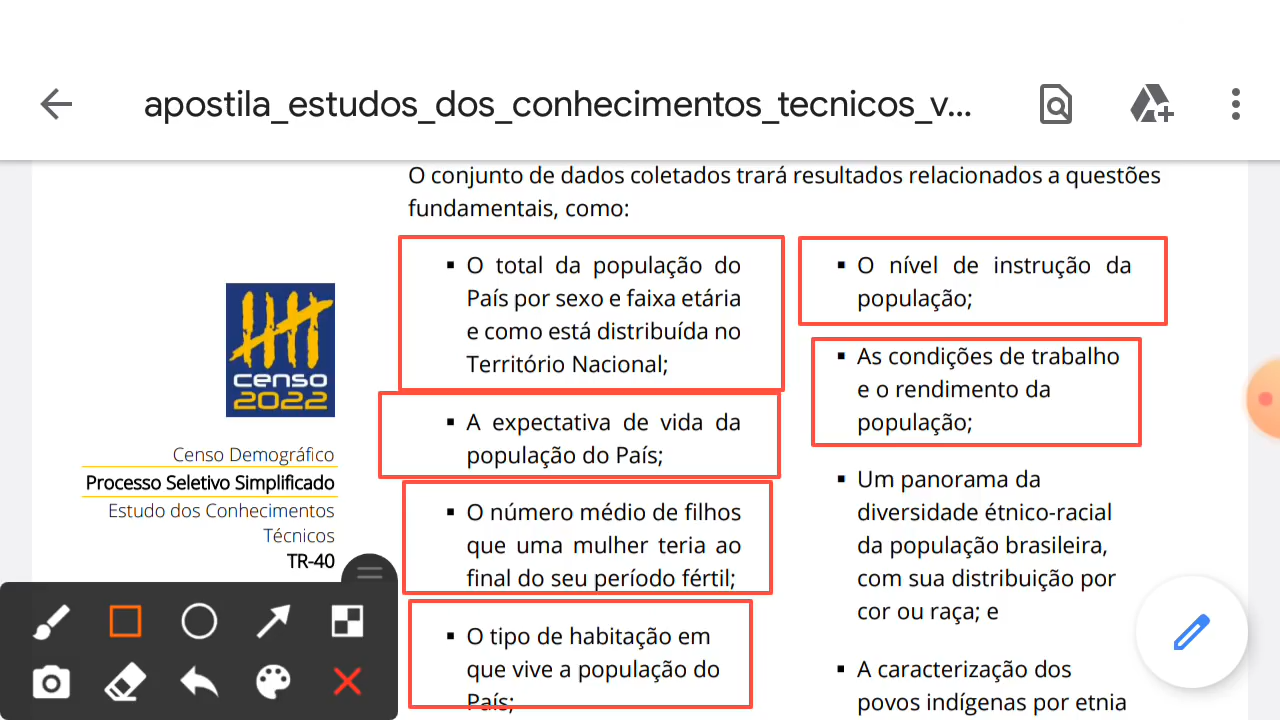 apostila_estudos_dos_conhecimentos_tecnicos_v...
O conjunto de dados coletados trará resultados relacionados a questões
fundamentais, como:
▪ O total da população do
País por sexo e faixa etária
e como está distribuída no
Território Nacional;
▪ A expectativa de vida da
população do País;
▪ O número médio de filhos
que uma mulher teria ao
final do seu período fértil;
▪ O tipo de habitação em
que vive a população do
País;
▪ O nível de instrução da
população;
▪ As condições de trabalho
e o rendimento da
população;
▪ Um panorama da
diversidade étnico-racial
da população brasileira,
com sua distribuição por
cor ou raça; e
▪ A caracterização dos
povos indígenas por etnia
censo
2022
Censo Demográfico
Processo Seletivo Simplificado
Estudo dos Conhecimentos
Técnicos
TR-40